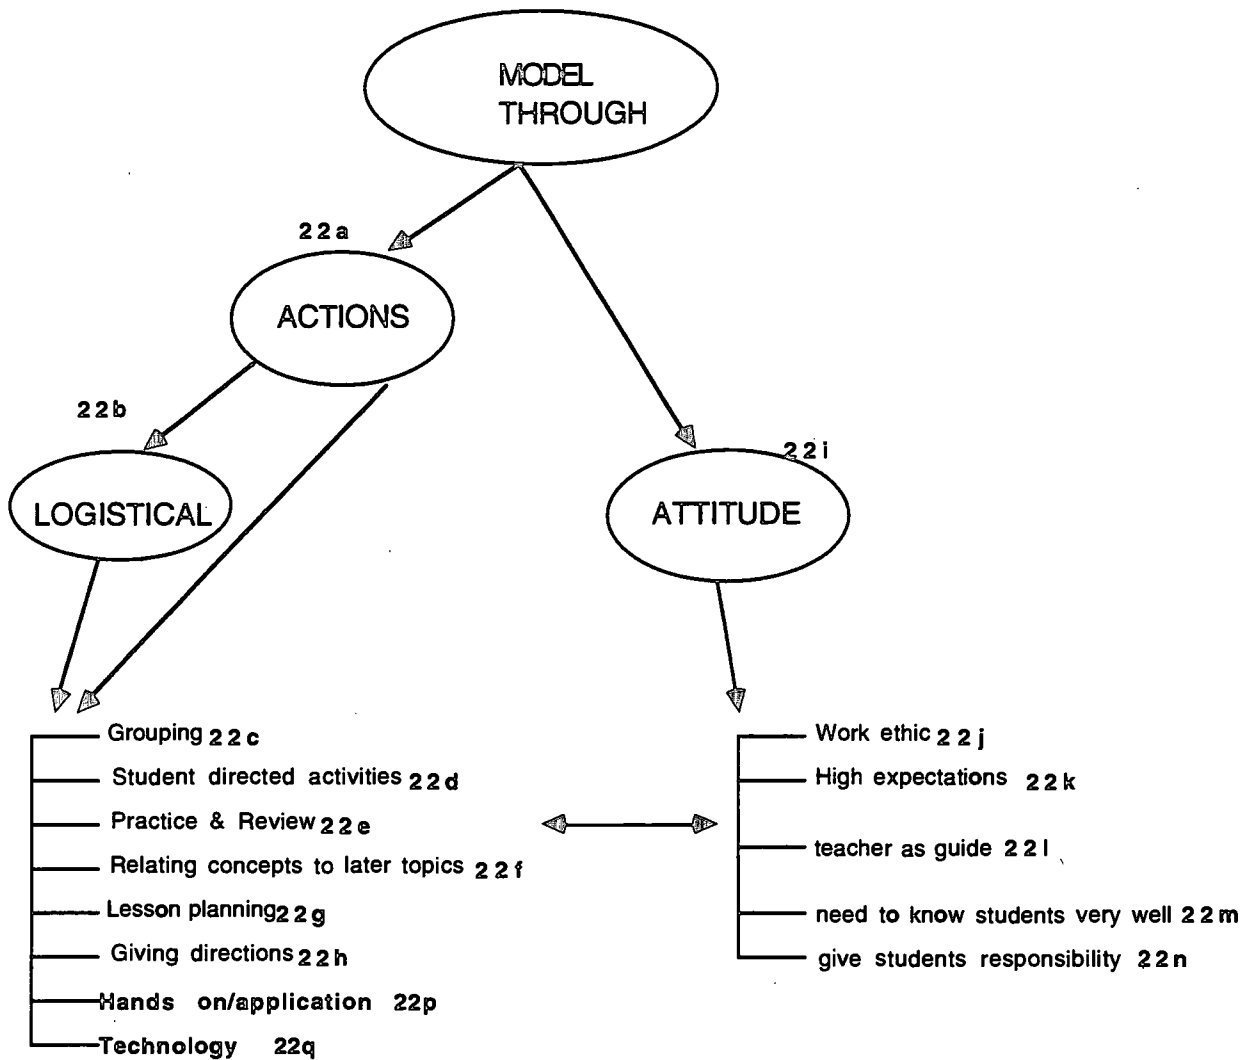 MODEL
THROUGH
22a
ACTIONS
22b
LOGISTICAL
22i
ATTITUDE
Grouping 22c
Student directed activities 22d
Practice & Review 22e
Relating concepts to later topics 22f
Lesson planning 22g
Giving directions 22h
Hands on/application 22p
Technology 22q
Work ethic 22j
High expectations 22k
teacher as guide 22l
need to know students very well 22m
give students responsibility 22n